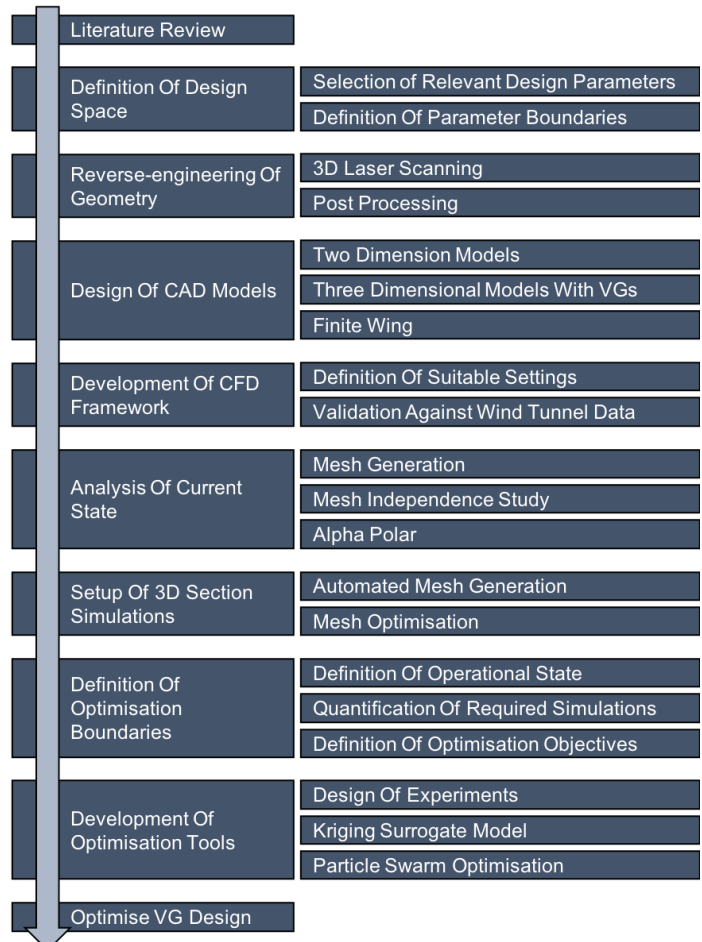 Literature Review
Definition Of Design
Space
Selection of Relevant Design Parameters
Definition Of Parameter Boundaries
Reverse-engineering Of
Geometry
3D Laser Scanning
Post Processing
Design Of CAD Models
Two Dimension Models
Three Dimensional Models With VGs
Finite Wing
Development Of CFD
Framework
Definition Of Suitable Settings
Validation Against Wind Tunnel Data
Analysis Of Current
State
Mesh Generation
Mesh Independence Study
Alpha Polar
Setup Of 3D Section
Simulations
Automated Mesh Generation
Mesh Optimisation
Definition Of
Optimisation
Boundaries
Definition Of Operational State
Quantification Of Required Simulations
Definition Of Optimisation Objectives
Development Of
Optimisation Tools
Design Of Experiments
Kriging Surrogate Model
Particle Swarm Optimisation
Optimise VG Design